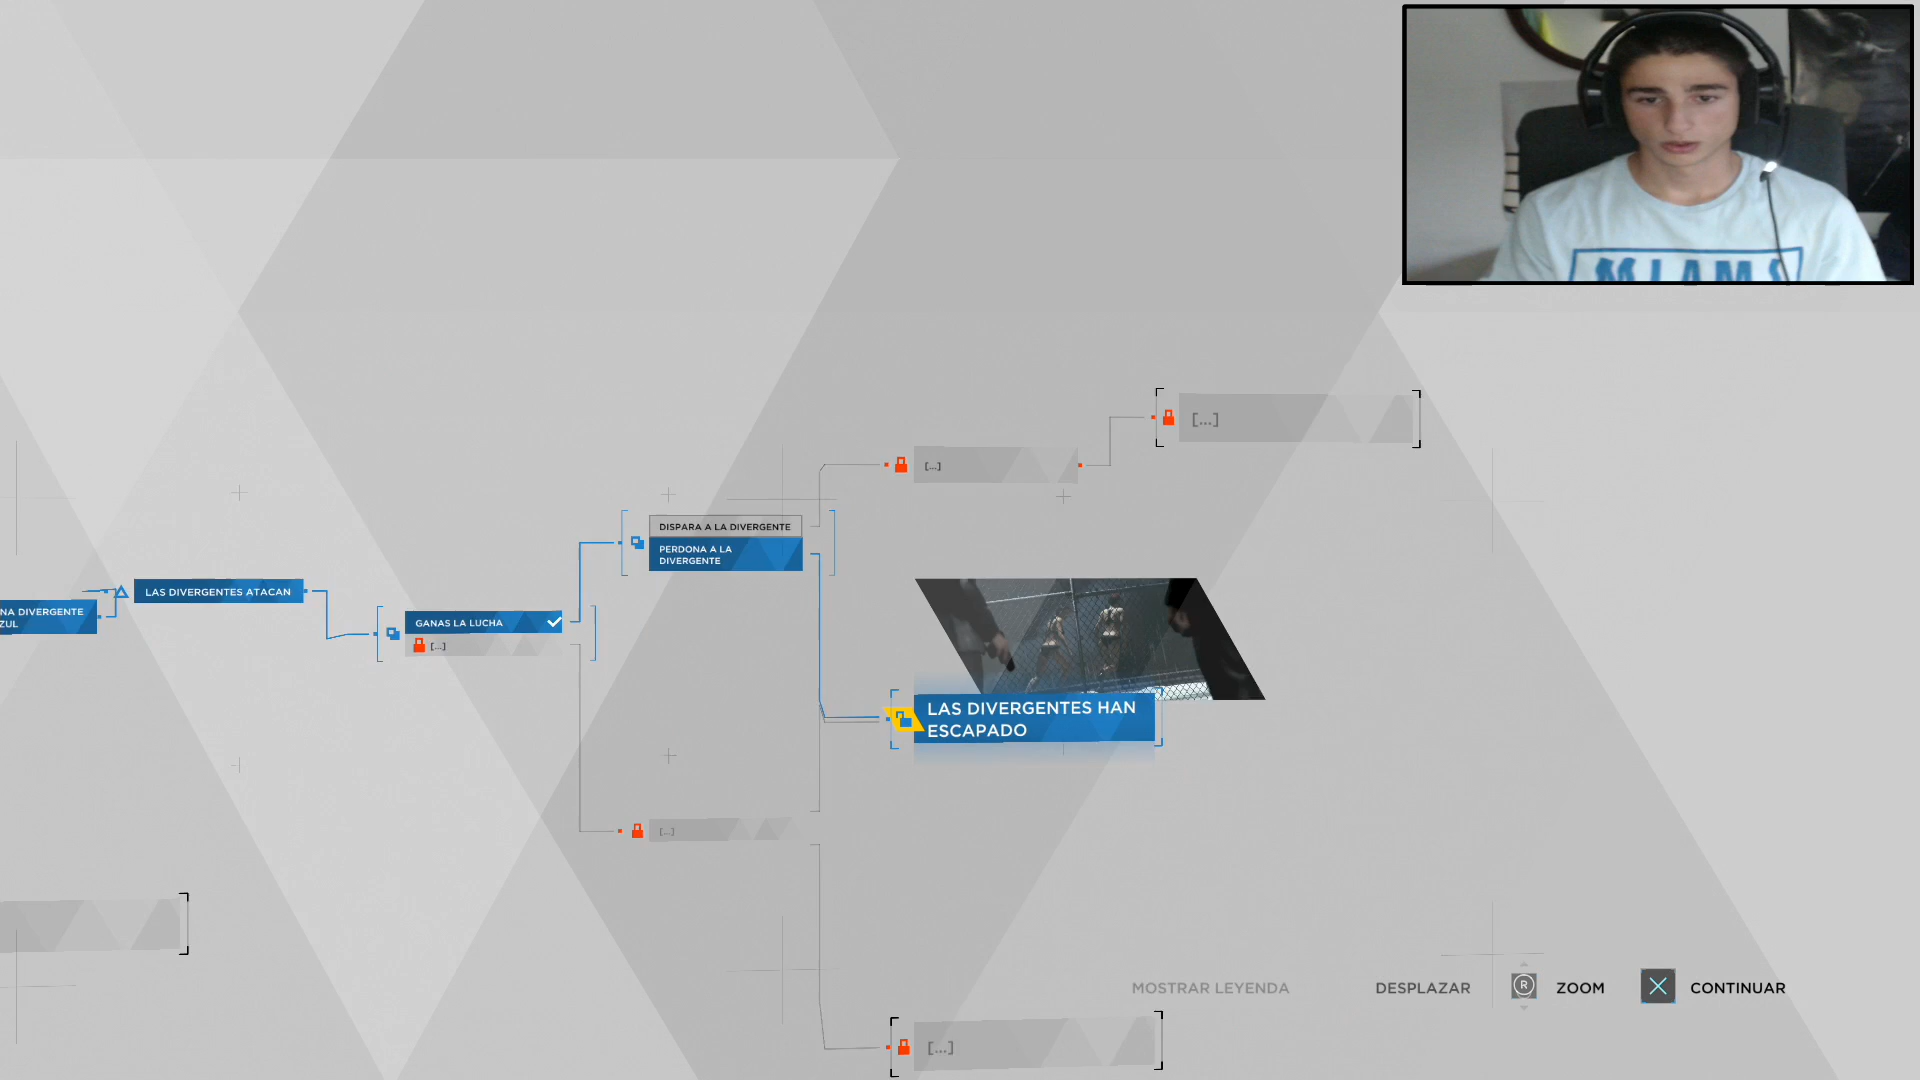 [...]
[...]
DISPARA A LA DIVERGENTE
PERDONA A LA
DIVERGENTE
LAS DIVERGENTES ATACAN
NA DIVERGENTE
ZUL
GANAS LA LUCHA
[...]
LAS DIVERGENTES HAN
ESCAPADO
[...]
MOSTRAR LEYENDA
DESPLAZAR
R
ZOOM
CONTINUAR
[...]